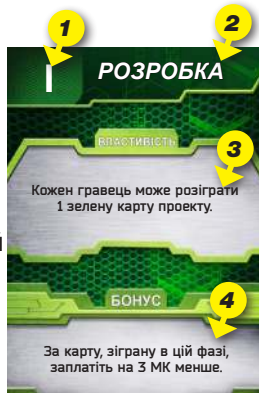 1
2
I
РОЗРОБКА
ВЛАСТИВІСТЬ
3
Кожен гравець може розіграти
1 зелену карту проекту.
БОНУС
4
За карту, зіграну в цій фазі,
заплатіть на 3 МК менше.